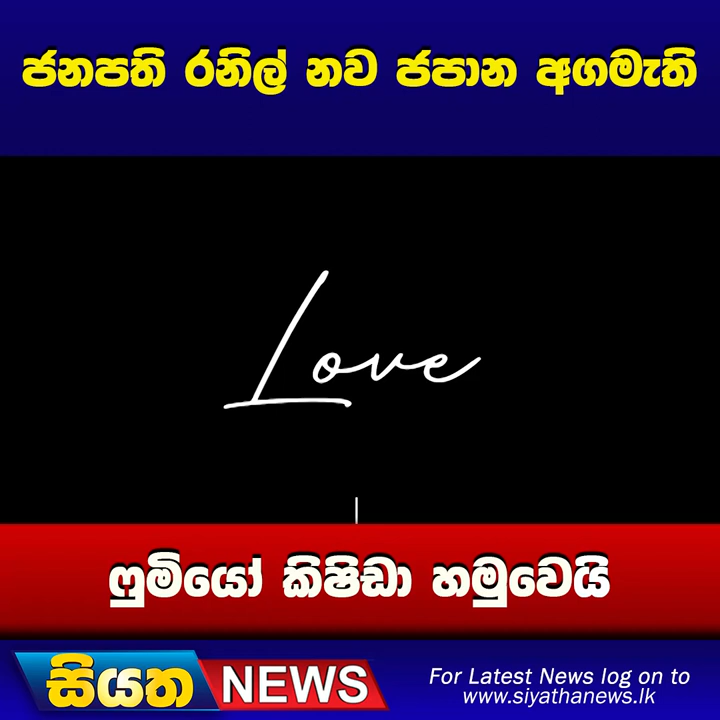 ජනපති රනිල් නව ජපාන අගමැති
Love
ෆුමියෝ කිෂිඩා හමුවෙයි
සියත NEWS
For Latest News log on to
www.siyathanews.lk